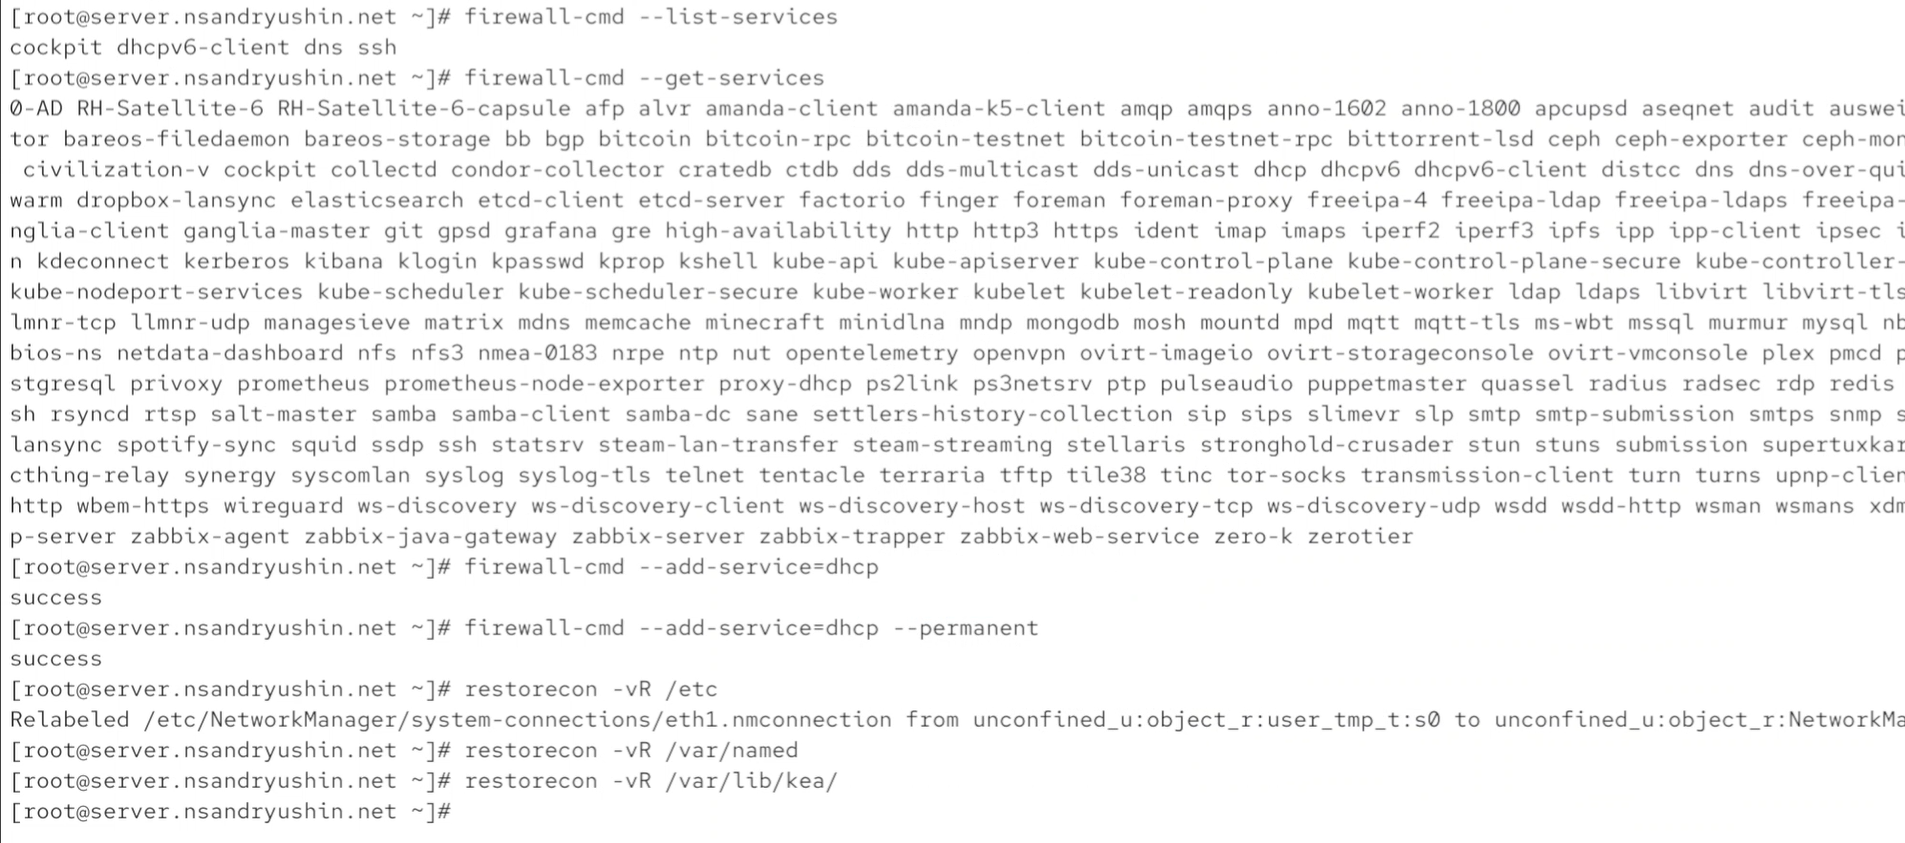 [root@server.nsandryushin.net ~]# firewall-cmd --list-services
cockpit dhcpv6-client dns ssh
[root@server.nsandryushin.net ~]# firewall-cmd --get-services
0-AD RH-Satellite-6 RH-Satellite-6-capsule afp alvr amanda-client amanda-k5-client amqp amqps anno-1602 anno-1800 apcupsd aseqnet audit auswei
tor bareos-filedaemon bareos-storage bb bgp bitcoin bitcoin-rpc bitcoin-testnet bitcoin-testnet-rpc bittorrent-lsd ceph ceph-exporter ceph-mon
civilization-v cockpit collectd condor-collector cratedb ctdb dds dds-multicast dds-unicast dhcp dhcpv6 dhcpv6-client distcc dns dns-over-qui
warm dropbox-lansync elasticsearch etcd-client etcd-server factorio finger foreman foreman-proxy freeipa-4 freeipa-ldap freeipa-ldaps freeipa-
nglia-client ganglia-master git gpsd grafana gre high-availability http http3 https ident imap imaps iperf2 iperf3 ipfs ipp ipp-client ipsec i
n kdeconnect kerberos kibana klogin kpasswd kprop kshell kube-api kube-apiserver kube-control-plane kube-control-plane-secure kube-controller-
kube-nodeport-services kube-scheduler kube-scheduler-secure kube-worker kubelet kubelet-readonly kubelet-worker ldap ldaps libvirt libvirt-tls
lmnr-tcp llmnr-udp managesieve matrix mdns memcache minecraft minidlna mndp mongodb mosh mountd mpd mqtt mqtt-tls ms-wbt mssql murmur mysql nb
bios-ns netdata-dashboard nfs nfs3 nmea-0183 nrpe ntp nut opentelemetry openvpn ovirt-imageio ovirt-storageconsole ovirt-vmconsole plex pmcd p
stgresql privoxy prometheus prometheus-node-exporter proxy-dhcp ps2link ps3netsrv ptp pulseaudio puppetmaster quassel radius radsec rdp redis
sh rsyncd rtsp salt-master samba samba-client samba-dc sane settlers-history-collection sip sips slimevr slp smtp smtp-submission smtps snmp s
lansync spotify-sync squid ssdp ssh statsrv steam-lan-transfer steam-streaming stellaris stronghold-crusader stun stuns submission supertuxkar
cthing-relay synergy syscomlan syslog syslog-tls telnet tentacle terraria tftp tile38 tinc tor-socks transmission-client turn turns upnp-clien
http wbem-https wireguard ws-discovery ws-discovery-client ws-discovery-host ws-discovery-tcp ws-discovery-udp wsdd wsdd-http wsman wsmans xdm
p-server zabbix-agent zabbix-java-gateway zabbix-server zabbix-trapper zabbix-web-service zero-k zerotier
[root@server.nsandryushin.net ~]# firewall-cmd --add-service=dhcp
success
[root@server.nsandryushin.net ~]# firewall-cmd --add-service=dhcp --permanent
success
[root@server.nsandryushin.net ~]# restorecon -vR /etc
Relabeled /etc/NetworkManager/system-connections/eth1.nmconnection from unconfined_u:object_r:user_tmp_t:s0 to unconfined_u:object_r:NetworkMa
[root@server.nsandryushin.net ~]# restorecon -vR /var/named
[root@server.nsandryushin.net ~]# restorecon -vR /var/lib/kea/
[root@server.nsandryushin.net ~]#